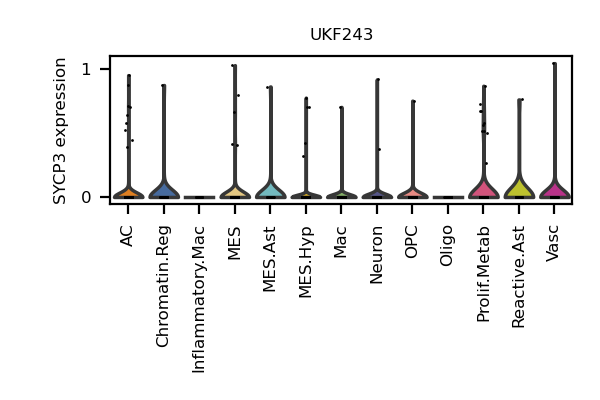 UKF243
SYCP3 expression
1
0
AC
Chromatin.Reg
Inflammatory.Mac
MES
MES.Ast
MES.Hyp
Mac
Neuron
OPC
Oligo
Prolif.Metab
Reactive.Ast
Vasc